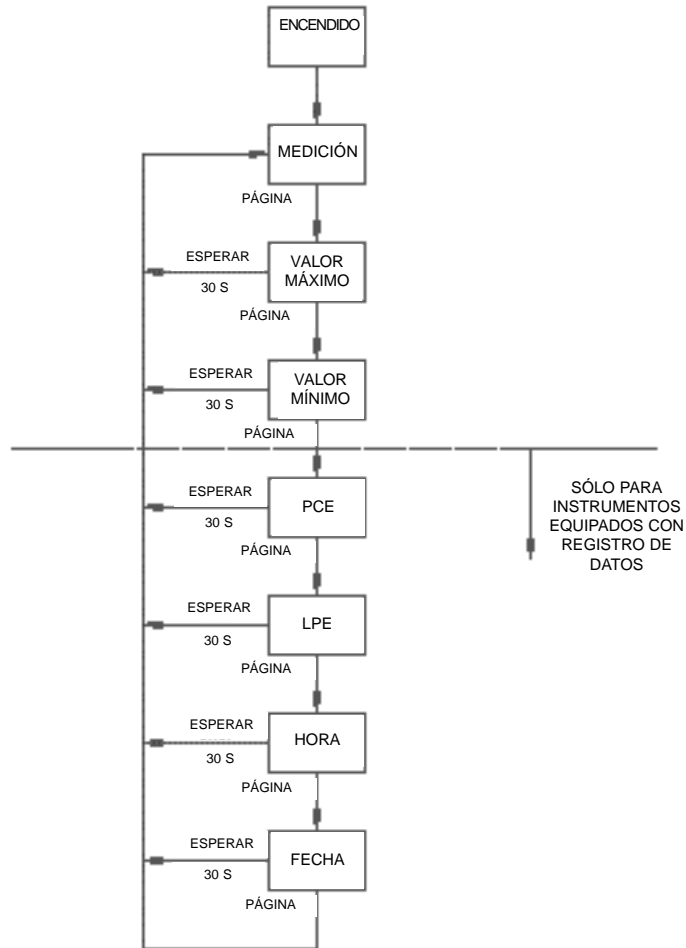 ENCENDIDO
MEDICIÓN
PÁGINA
ESPERAR
30 S
VALOR
MÁXIMO
PÁGINA
ESPERAR
30 S
VALOR
MÍNIMO
PÁGINA
ESPERAR
30 S
PCE
PÁGINA
SÓLO PARA
INSTRUMENTOS
EQUIPADOS CON
REGISTRO DE
DATOS
ESPERAR
30 S
LPE
PÁGINA
ESPERAR
30 S
HORA
PÁGINA
ESPERAR
30 S
FECHA
PÁGINA